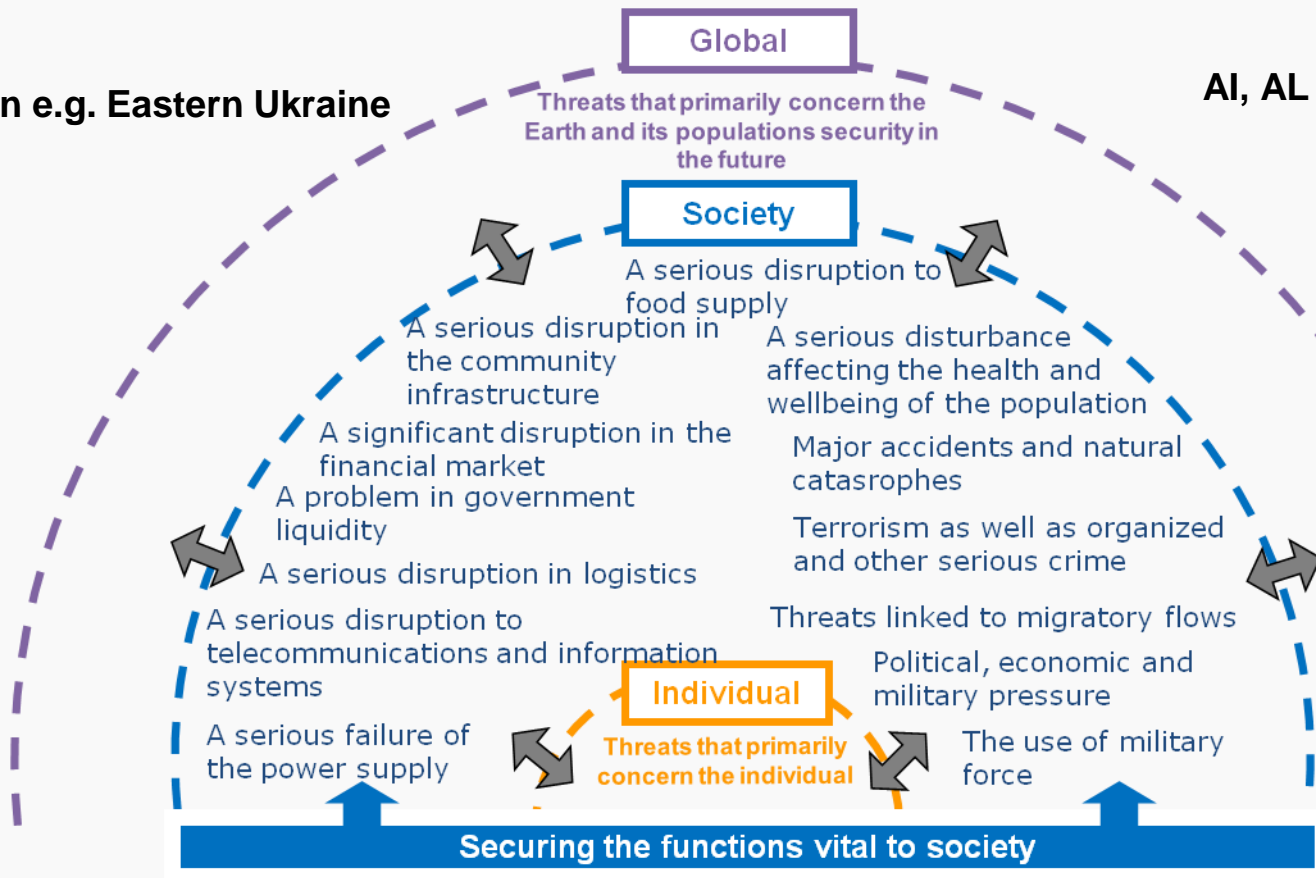 Global
n e.g. Eastern Ukraine
AI, AL
Threats that primarily concern the
Earth and its populations security in
the future
Society
A serious disruption to
food supply
A serious disruption in
the community
infrastructure
A serious disturbance
affecting the health and
wellbeing of the population
A significant disruption in the
financial market
Major accidents and natural
catasrophes
A problem in government
liquidity
Terrorism as well as organized
and other serious crime
A serious disruption in logistics
Threats linked to migratory flows
A serious disruption to
telecommunications and information
systems
Political, economic and
military pressure
Individual
Threats that primarily
concern the individual
A serious failure of
the power supply
The use of military
force
Securing the functions vital to society